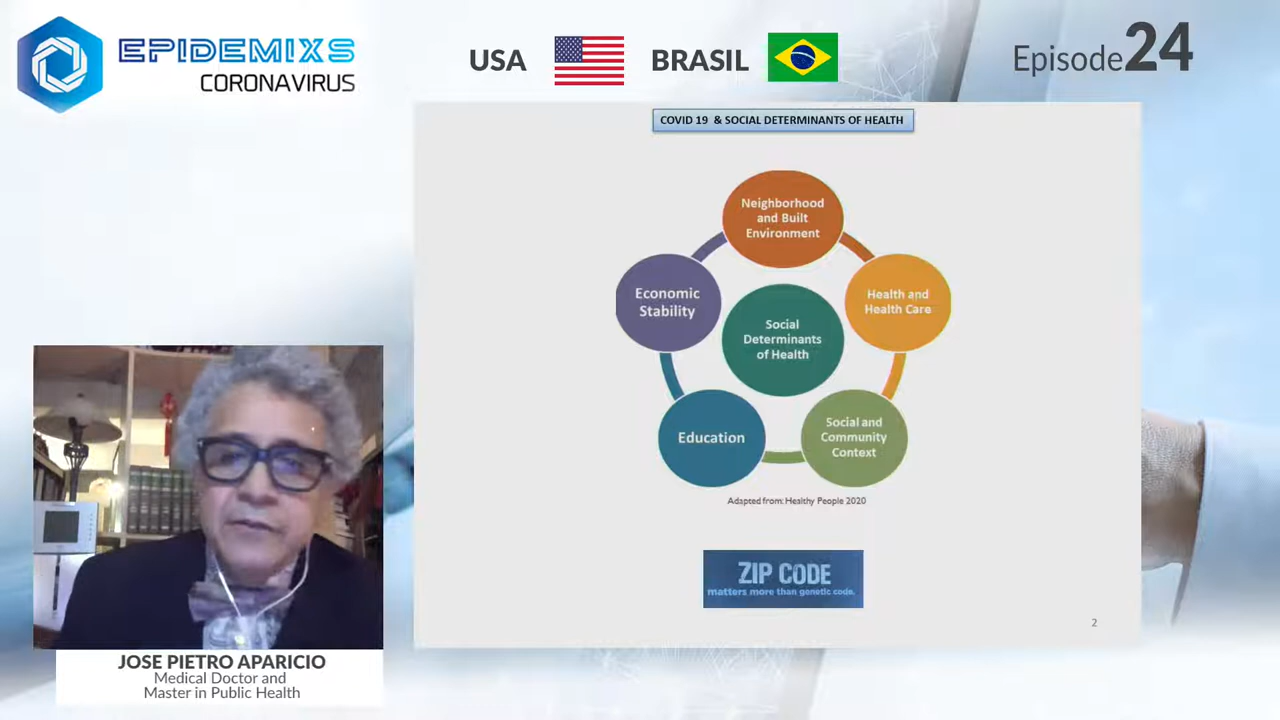 EPIDEMIXS
CORONAVIRUS
USA
BRASIL
Episode24
COVID 19 & SOCIAL DETERMINANTS OF HEALTH
Neighborhood
and Built
Environment
Economic
Stability
Health and
Health Care
Social
Determinants
of Health
Education
Social and
Community
Context
Adapted from: Healthy People 2020
ZIP CODE
matters more than genetic code.
2
JOSE PIETRO APARICIO
Medical Doctor and
Master in Public Health